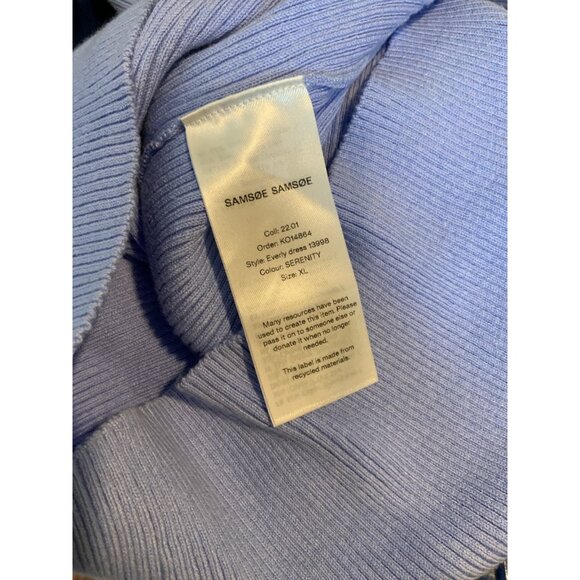 SAMSØE SAMSØE
Coll: 22.01
Order: KO14864
Style: Everly dress 13998
Colour: SERENITY
Size: XL
Many resources have been
used to create this item. Please
pass it on to someone else or
donate it when no longer
needed.
This label is made from
recycled materials.